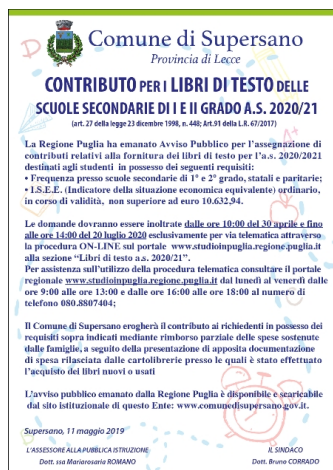 Comune di Supersano
Provincia di Lecce
CONTRIBUTO PER I LIBRI DI TESTO DELLE
SCUOLE SECONDARIE DI I E II GRADO A.S. 2020/21
(art. 27 della legge 23 dicembre 1998, n. 448; Art.91 della L.R. 67/2017)
La Regione Puglia ha emanato Avviso Pubblico per l'assegnazione di
contributi relativi alla fornitura dei libri di testo per l'a.s. 2020/2021
destinati agli studenti in possesso dei seguenti requisiti:
• Frequenza presso scuole secondarie di 1° e 2° grado, statali e paritarie;
• I.S.E.E. (Indicatore della situazione economica equivalente) ordinario,
in corso di validità, non superiore ad euro 10.632,94.
Le domande dovranno essere inoltrate dalle ore 10:00 del 30 aprile e fino
alle ore 14:00 del 20 luglio 2020 esclusivamente per via telematica attraverso
la procedura ON-LINE sul portale www.studioinpuglia.regione.puglia.it
alla sezione "Libri di testo a.s. 2020/21".
Per assistenza sull'utilizzo della procedura telematica consultare il portale
regionale www.studioinpuglia.regione.puglia.it dal lunedì al venerdì dalle
ore 9:00 alle ore 13:00 e dalle ore 16:00 alle ore 18:00 al numero di
telefono 080.8807404;
Il Comune di Supersano erogherà il contributo ai richiedenti in possesso dei
requisiti sopra indicati mediante rimborso parziale delle spese sostenute
dalle famiglie, a seguito della presentazione di apposita documentazione
di spesa rilasciata dalle cartolibrerie presso le quali è stato effettuato
l'acquisto dei libri nuovi o usati
L'avviso pubblico emanato dalla Regione Puglia è disponibile e scaricabile
dal sito istituzionale di questo Ente: www.comunedisupersano.gov.it.
Supersano, 11 maggio 2019
L'ASSESSORE ALLA PUBBLICA ISTRUZIONE IL SINDACO
Dott. ssa Mariarosaria ROMANO Dott. Bruno CORRADO